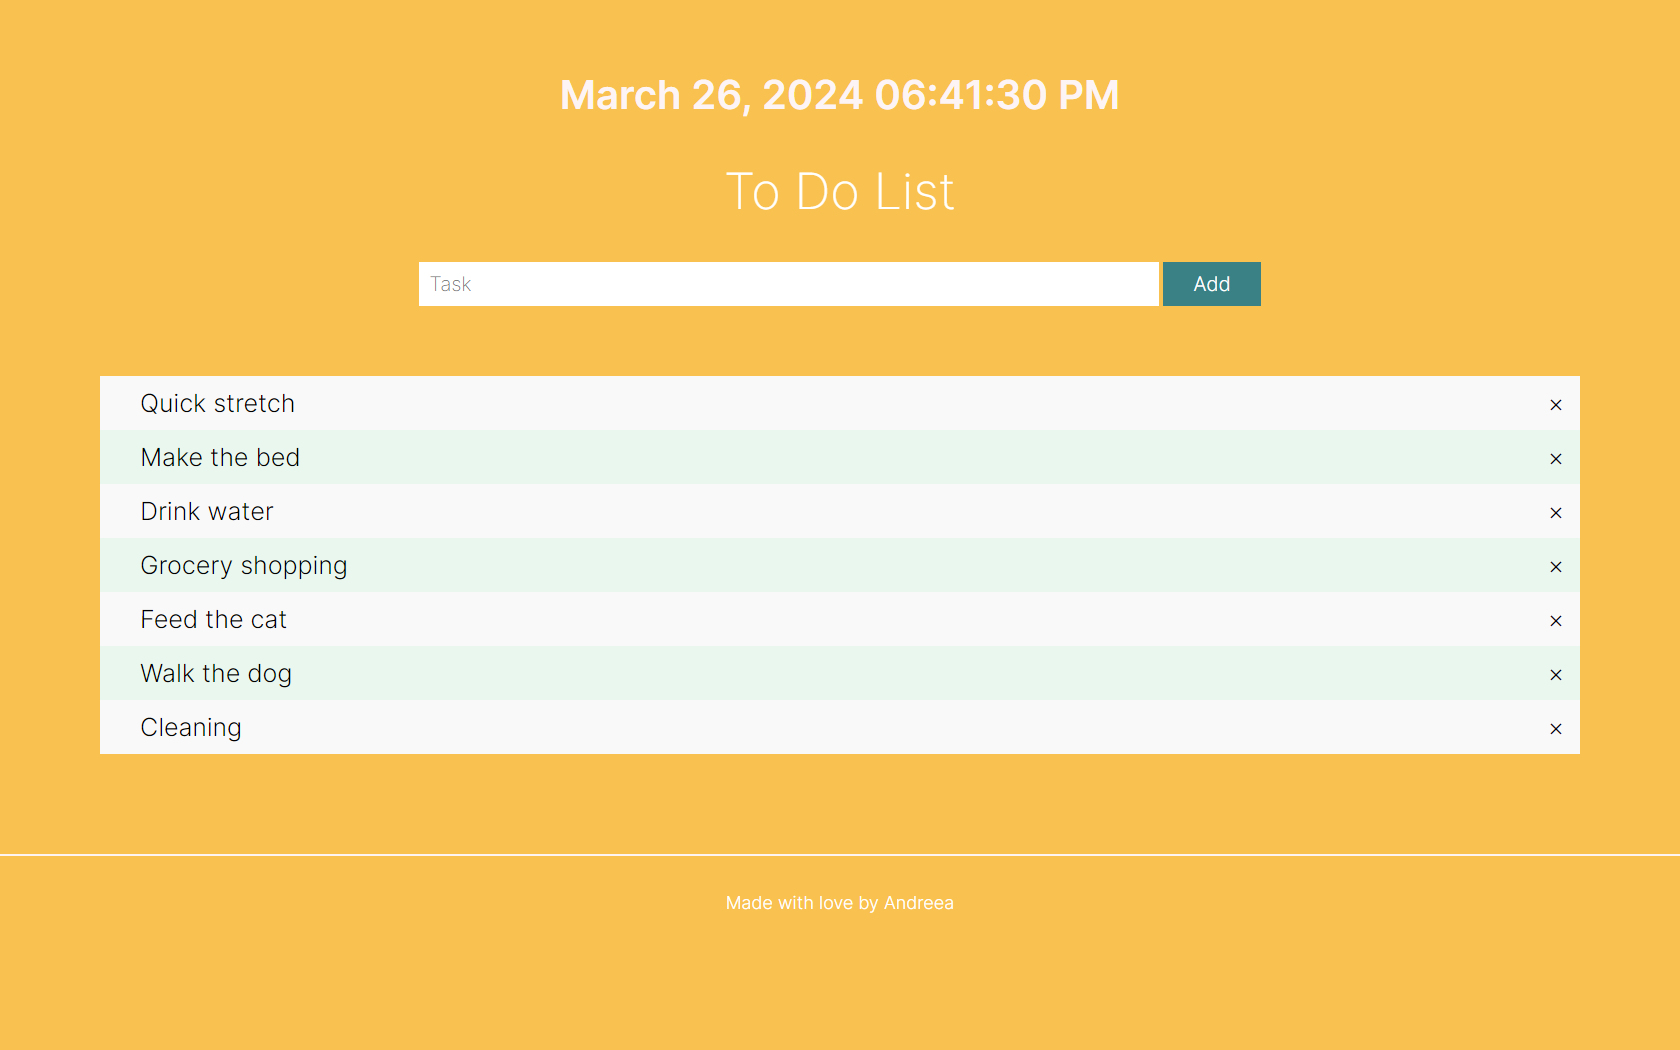 March 26, 2024 06:41:30 PM
To Do List
Task
Add
Quick stretch ×
Make the bed ×
Drink water ×
Grocery shopping ×
Feed the cat ×
Walk the dog ×
Cleaning ×
Made with love by Andreea